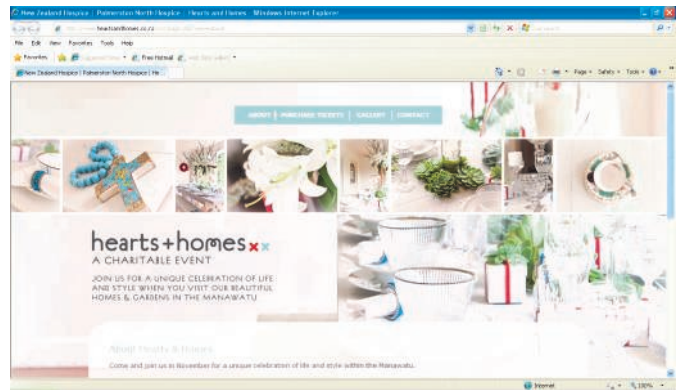 New Zealand Hospice | Palmerston North Hospice | Hearts and Homes - Windows Internet Explorer
heartsandhomes.co.nz
File Edit View Favorites Tools Help
Favorites Free Hotmail
New Zealand Hospice | Palmerston North Hospice | He...
Page Safety Tools
ABOUT | PURCHASE TICKETS | GALLERY | CONTACT
hearts+homes xx
A CHARITABLE EVENT
JOIN US FOR A UNIQUE CELEBRATION OF LIFE
AND STYLE WHEN YOU VISIT OUR BEAUTIFUL
HOMES & GARDENS IN THE MANAWATU
About Hearts & Homes
Come and join us in November for a unique celebration of life and style within the Manawatu.
Internet 100%